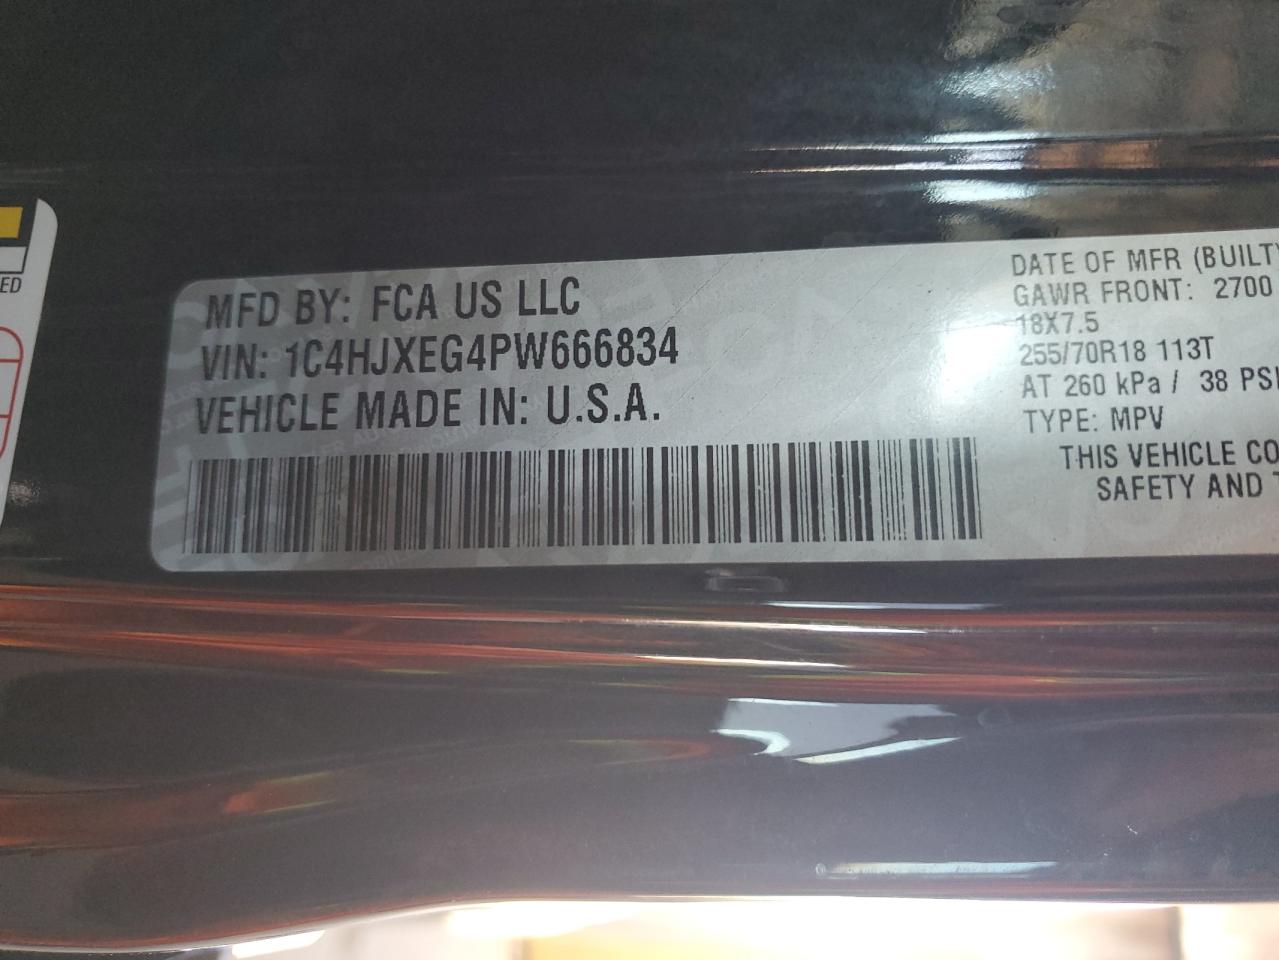 ED
MFD BY: FCA US LLC
VIN: 1C4HJXEG4PW666834
VEHICLE MADE IN: U.S.A.
DATE OF MFR (BUILT
GAWR FRONT: 2700
18X7.5
255/70R18 113T
AT 260 kPa / 38 PSI
TYPE: MPV
THIS VEHICLE CO
SAFETY AND T